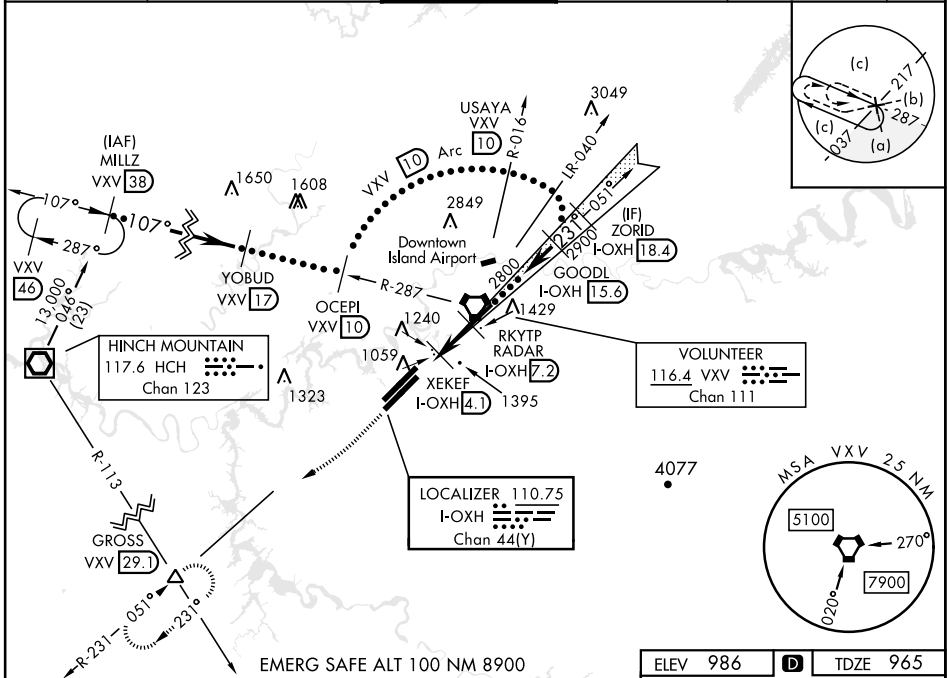 (c)
217
(b)
287
(c)
(a)
037
3049
USAYA
VXV 10
R-016
LR-040
VXV 10 Arc
(IAF)
MILLZ
VXV 38
1650
1608
2849
107°
107°
287°
051°
231°
(IF)
ZORID
I-OXH 18.4
2900
2800
Downtown
Island Airport
GOODL
I-OXH 15.6
VXV
46
YOBUD
VXV 17
R-287
OCEPI
VXV 10
13,000
046°
(23)
1240
1429
1059
RKYTP
RADAR
I-OXH 7.2
HINCH MOUNTAIN
117.6 HCH
Chan 123
1323
XEKEF
I-OXH 4.1
1395
VOLUNTEER
116.4 VXV
Chan 111
R-113
4077
LOCALIZER 110.75
I-OXH
Chan 44(Y)
MSA VXV 25 NM
5100
270°
7900
020°
GROSS
VXV 29.1
051°
231°
R-231
EMERG SAFE ALT 100 NM 8900
ELEV 986 D TDZE 965